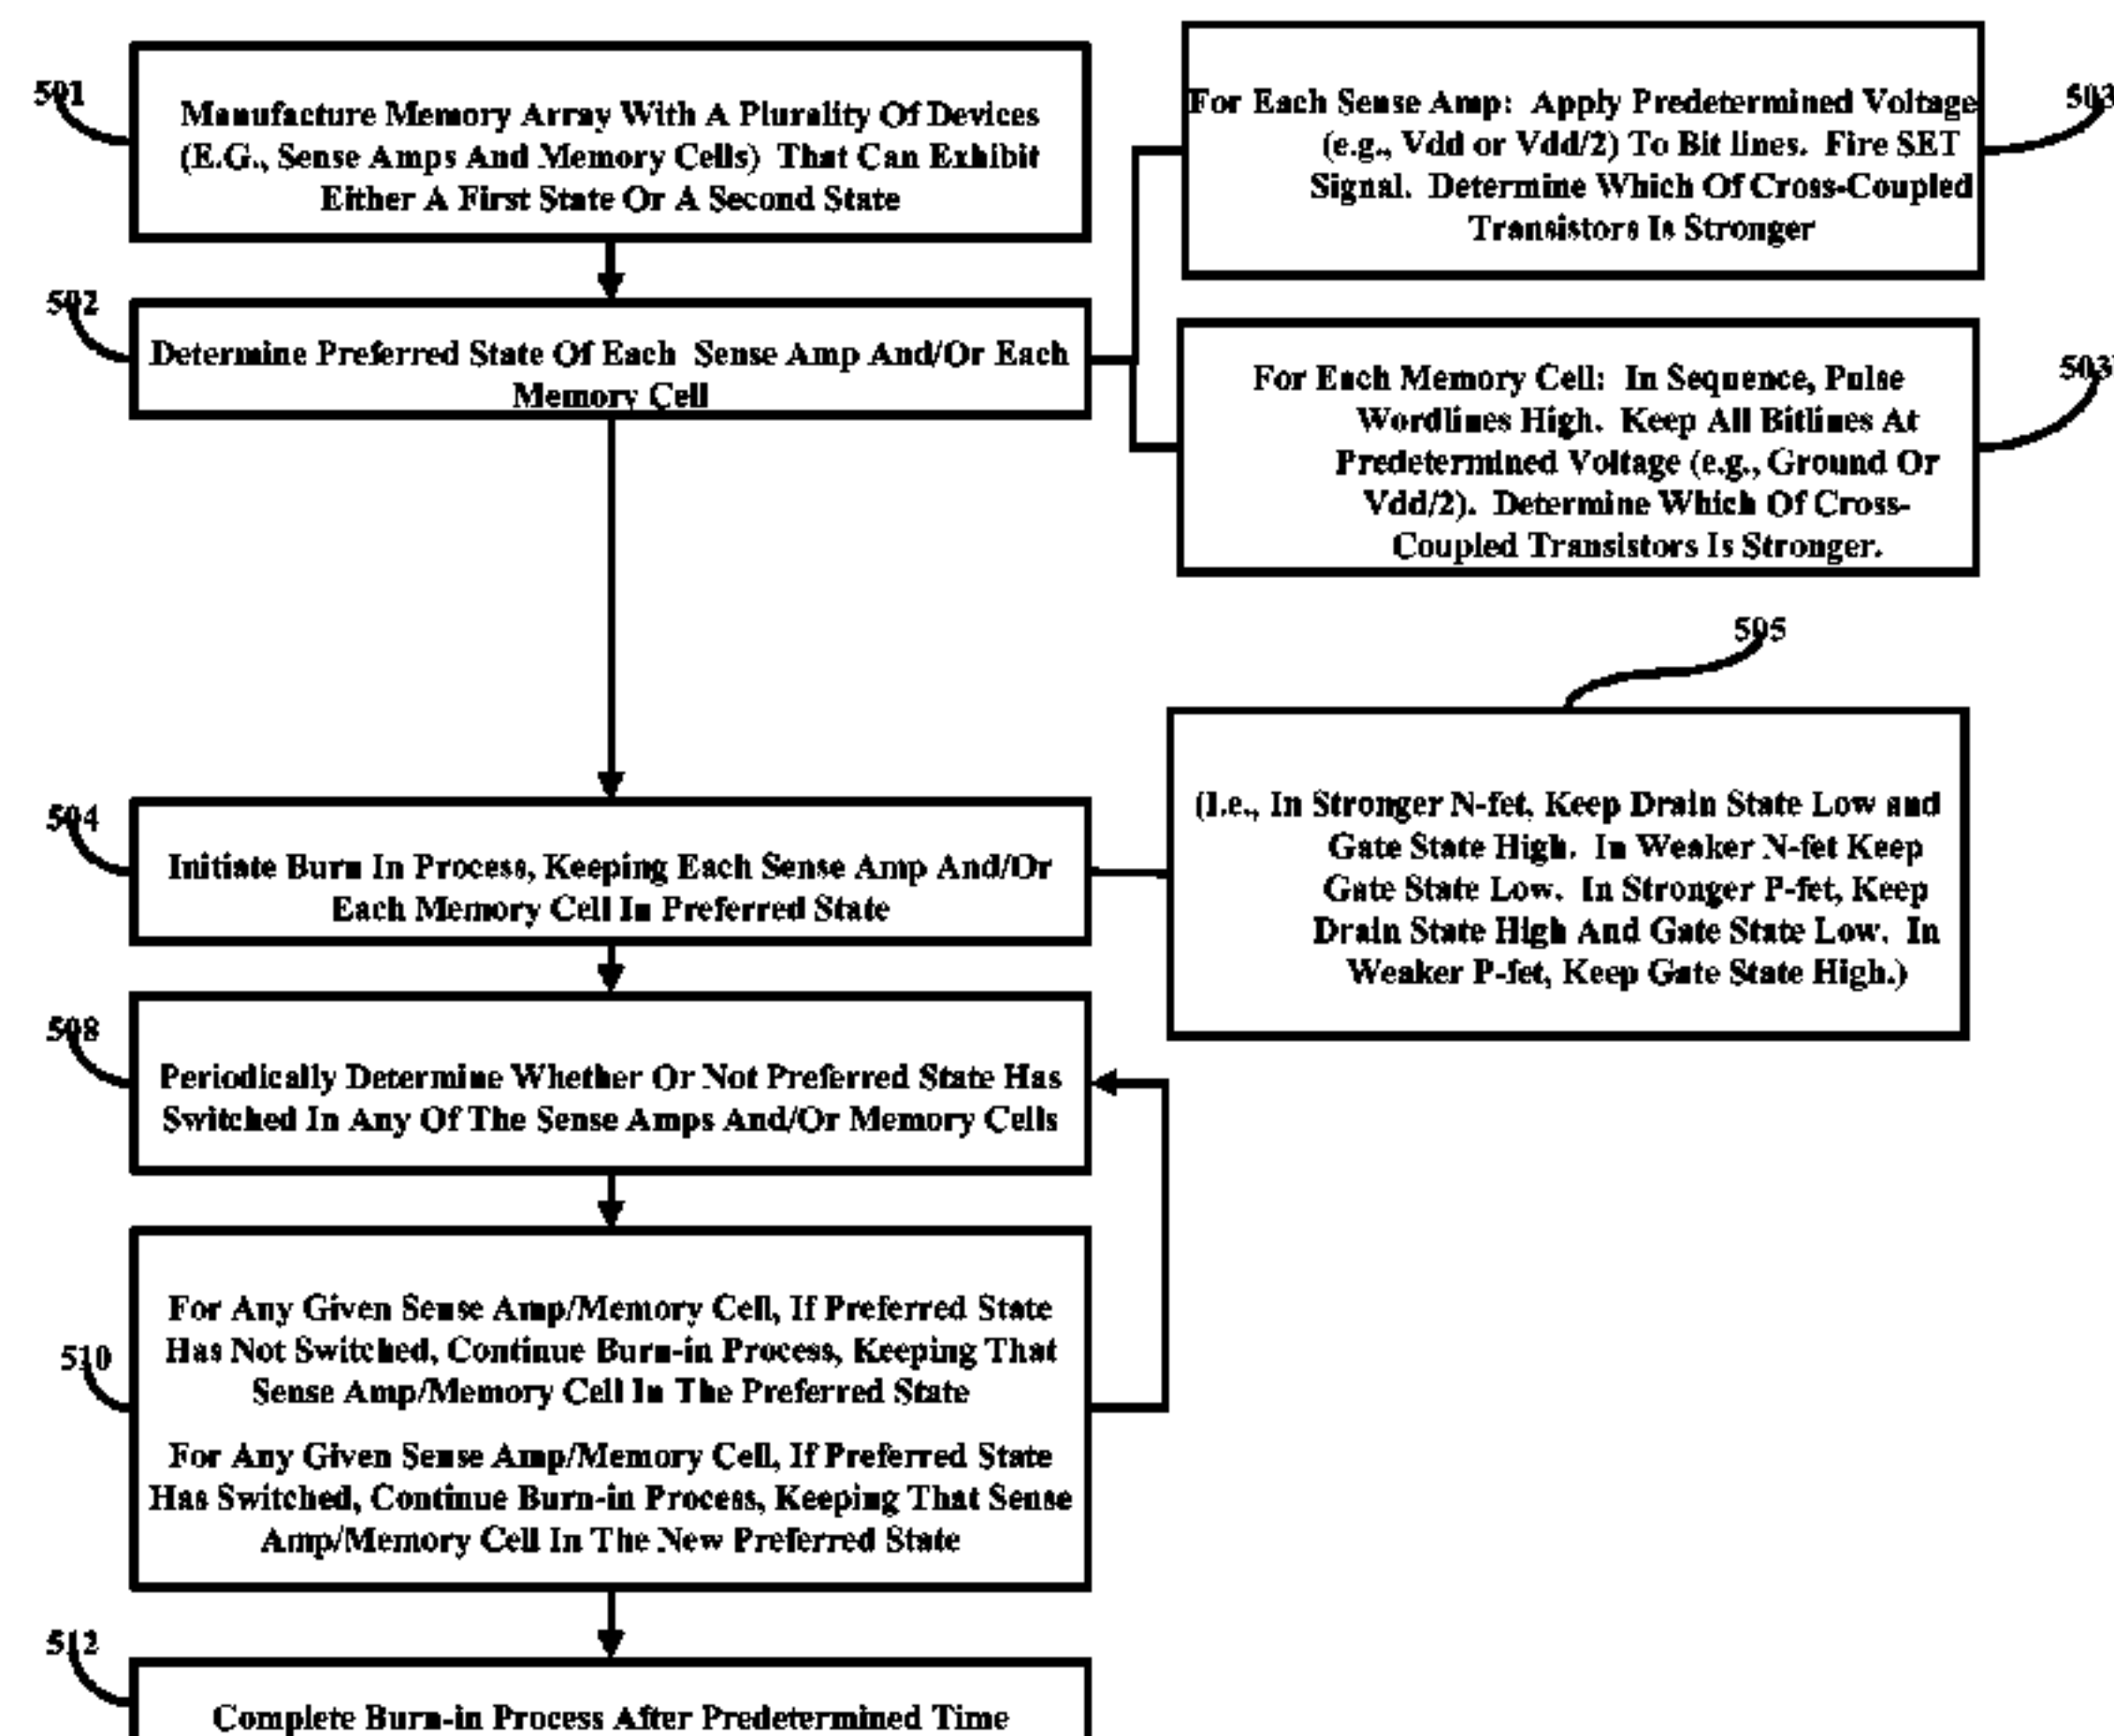 501
Manufacture Memory Array With A Plurality Of Devices
(E.G., Sense Amps And Memory Cells) That Can Exhibit
Either A First State Or A Second State
503
For Each Sense Amp: Apply Predetermined Voltage
(e.g., Vdd or Vdd/2) To Bit lines. Fire SET
Signal. Determine Which Of Cross-Coupled
Transistors Is Stronger
502
Determine Preferred State Of Each Sense Amp And/Or Each
Memory Cell
503'
For Each Memory Cell: In Sequence, Pulse
Wordlines High. Keep All Bitlines At
Predetermined Voltage (e.g., Ground Or
Vdd/2). Determine Which Of Cross-
Coupled Transistors Is Stronger.
505
504
Initiate Burn In Process, Keeping Each Sense Amp And/Or
Each Memory Cell In Preferred State
(I.e., In Stronger N-fet, Keep Drain State Low and
Gate State High. In Weaker N-fet Keep
Gate State Low. In Stronger P-fet, Keep
Drain State High And Gate State Low. In
Weaker P-fet, Keep Gate State High.)
508
Periodically Determine Whether Or Not Preferred State Has
Switched In Any Of The Sense Amps And/Or Memory Cells
510
For Any Given Sense Amp/Memory Cell, If Preferred State
Has Not Switched, Continue Burn-in Process, Keeping That
Sense Amp/Memory Cell In The Preferred State
For Any Given Sense Amp/Memory Cell, If Preferred State
Has Switched, Continue Burn-in Process, Keeping That Sense
Amp/Memory Cell In The New Preferred State
512
Complete Burn-in Process After Predetermined Time